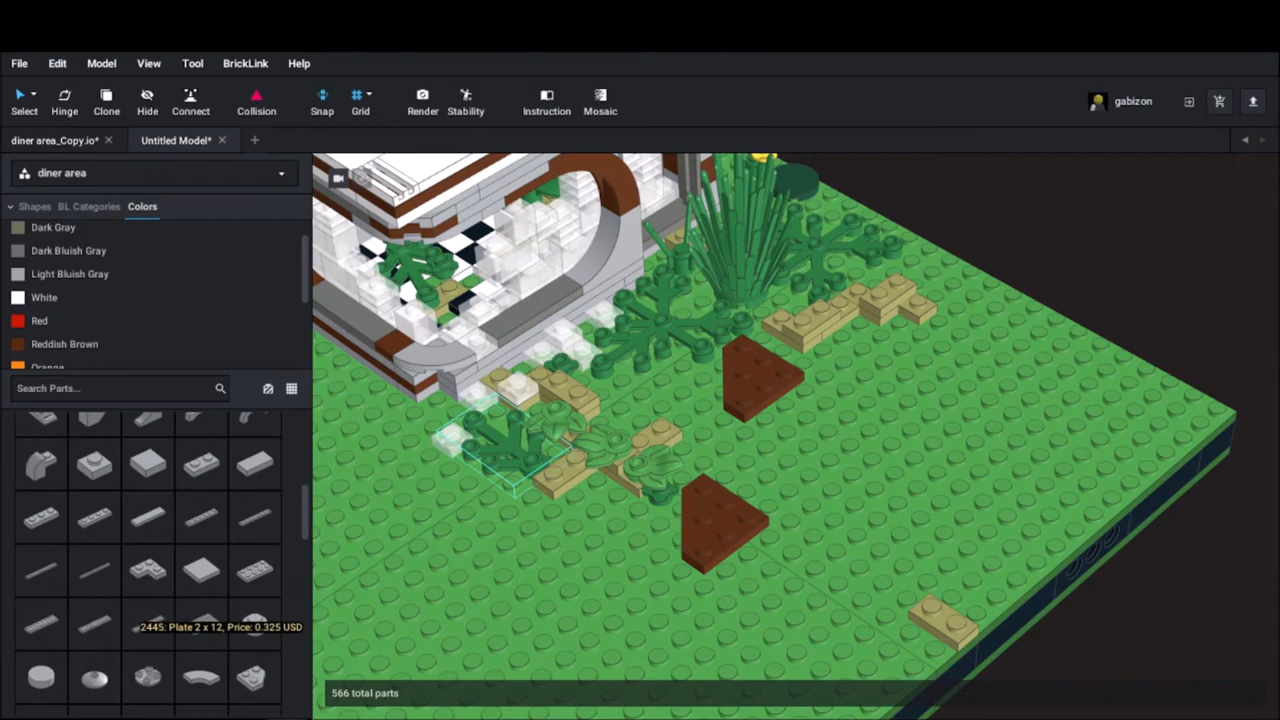 File Edit Model View Tool BrickLink Help
Select Hinge Clone Hide Connect Collision Snap Grid Render Stability Instruction Mosaic gabizon
diner area_Copy.io* Untitled Model*
diner area
Shapes BL Categories Colors
Dark Gray
Dark Bluish Gray
Light Bluish Gray
White
Red
Reddish Brown
Orange
Search Parts...
2445: Plate 2 x 12, Price: 0.325 USD
566 total parts